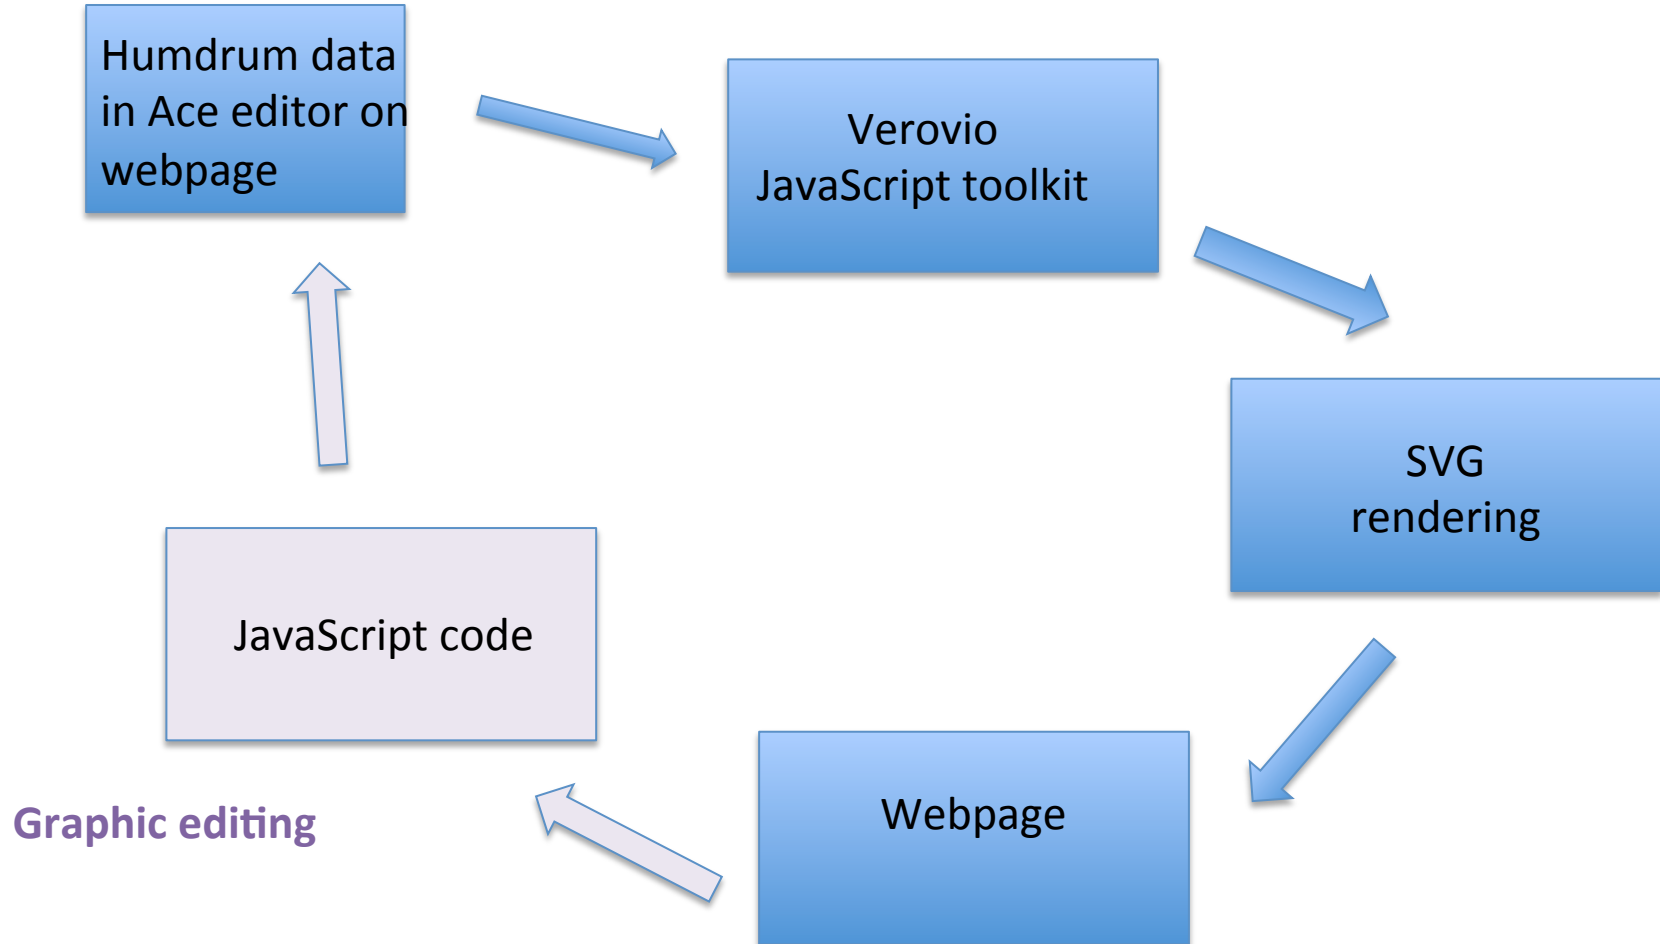 Humdrum data
in Ace editor on
webpage
Verovio
JavaScript toolkit
SVG
rendering
Webpage
JavaScript code
Graphic editing